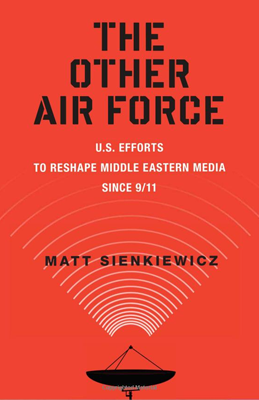 THE
OTHER
AIR FORCE
U.S. EFFORTS
TO RESHAPE MIDDLE EASTERN MEDIA
SINCE 9/11
MATT SIENKIEWICZ